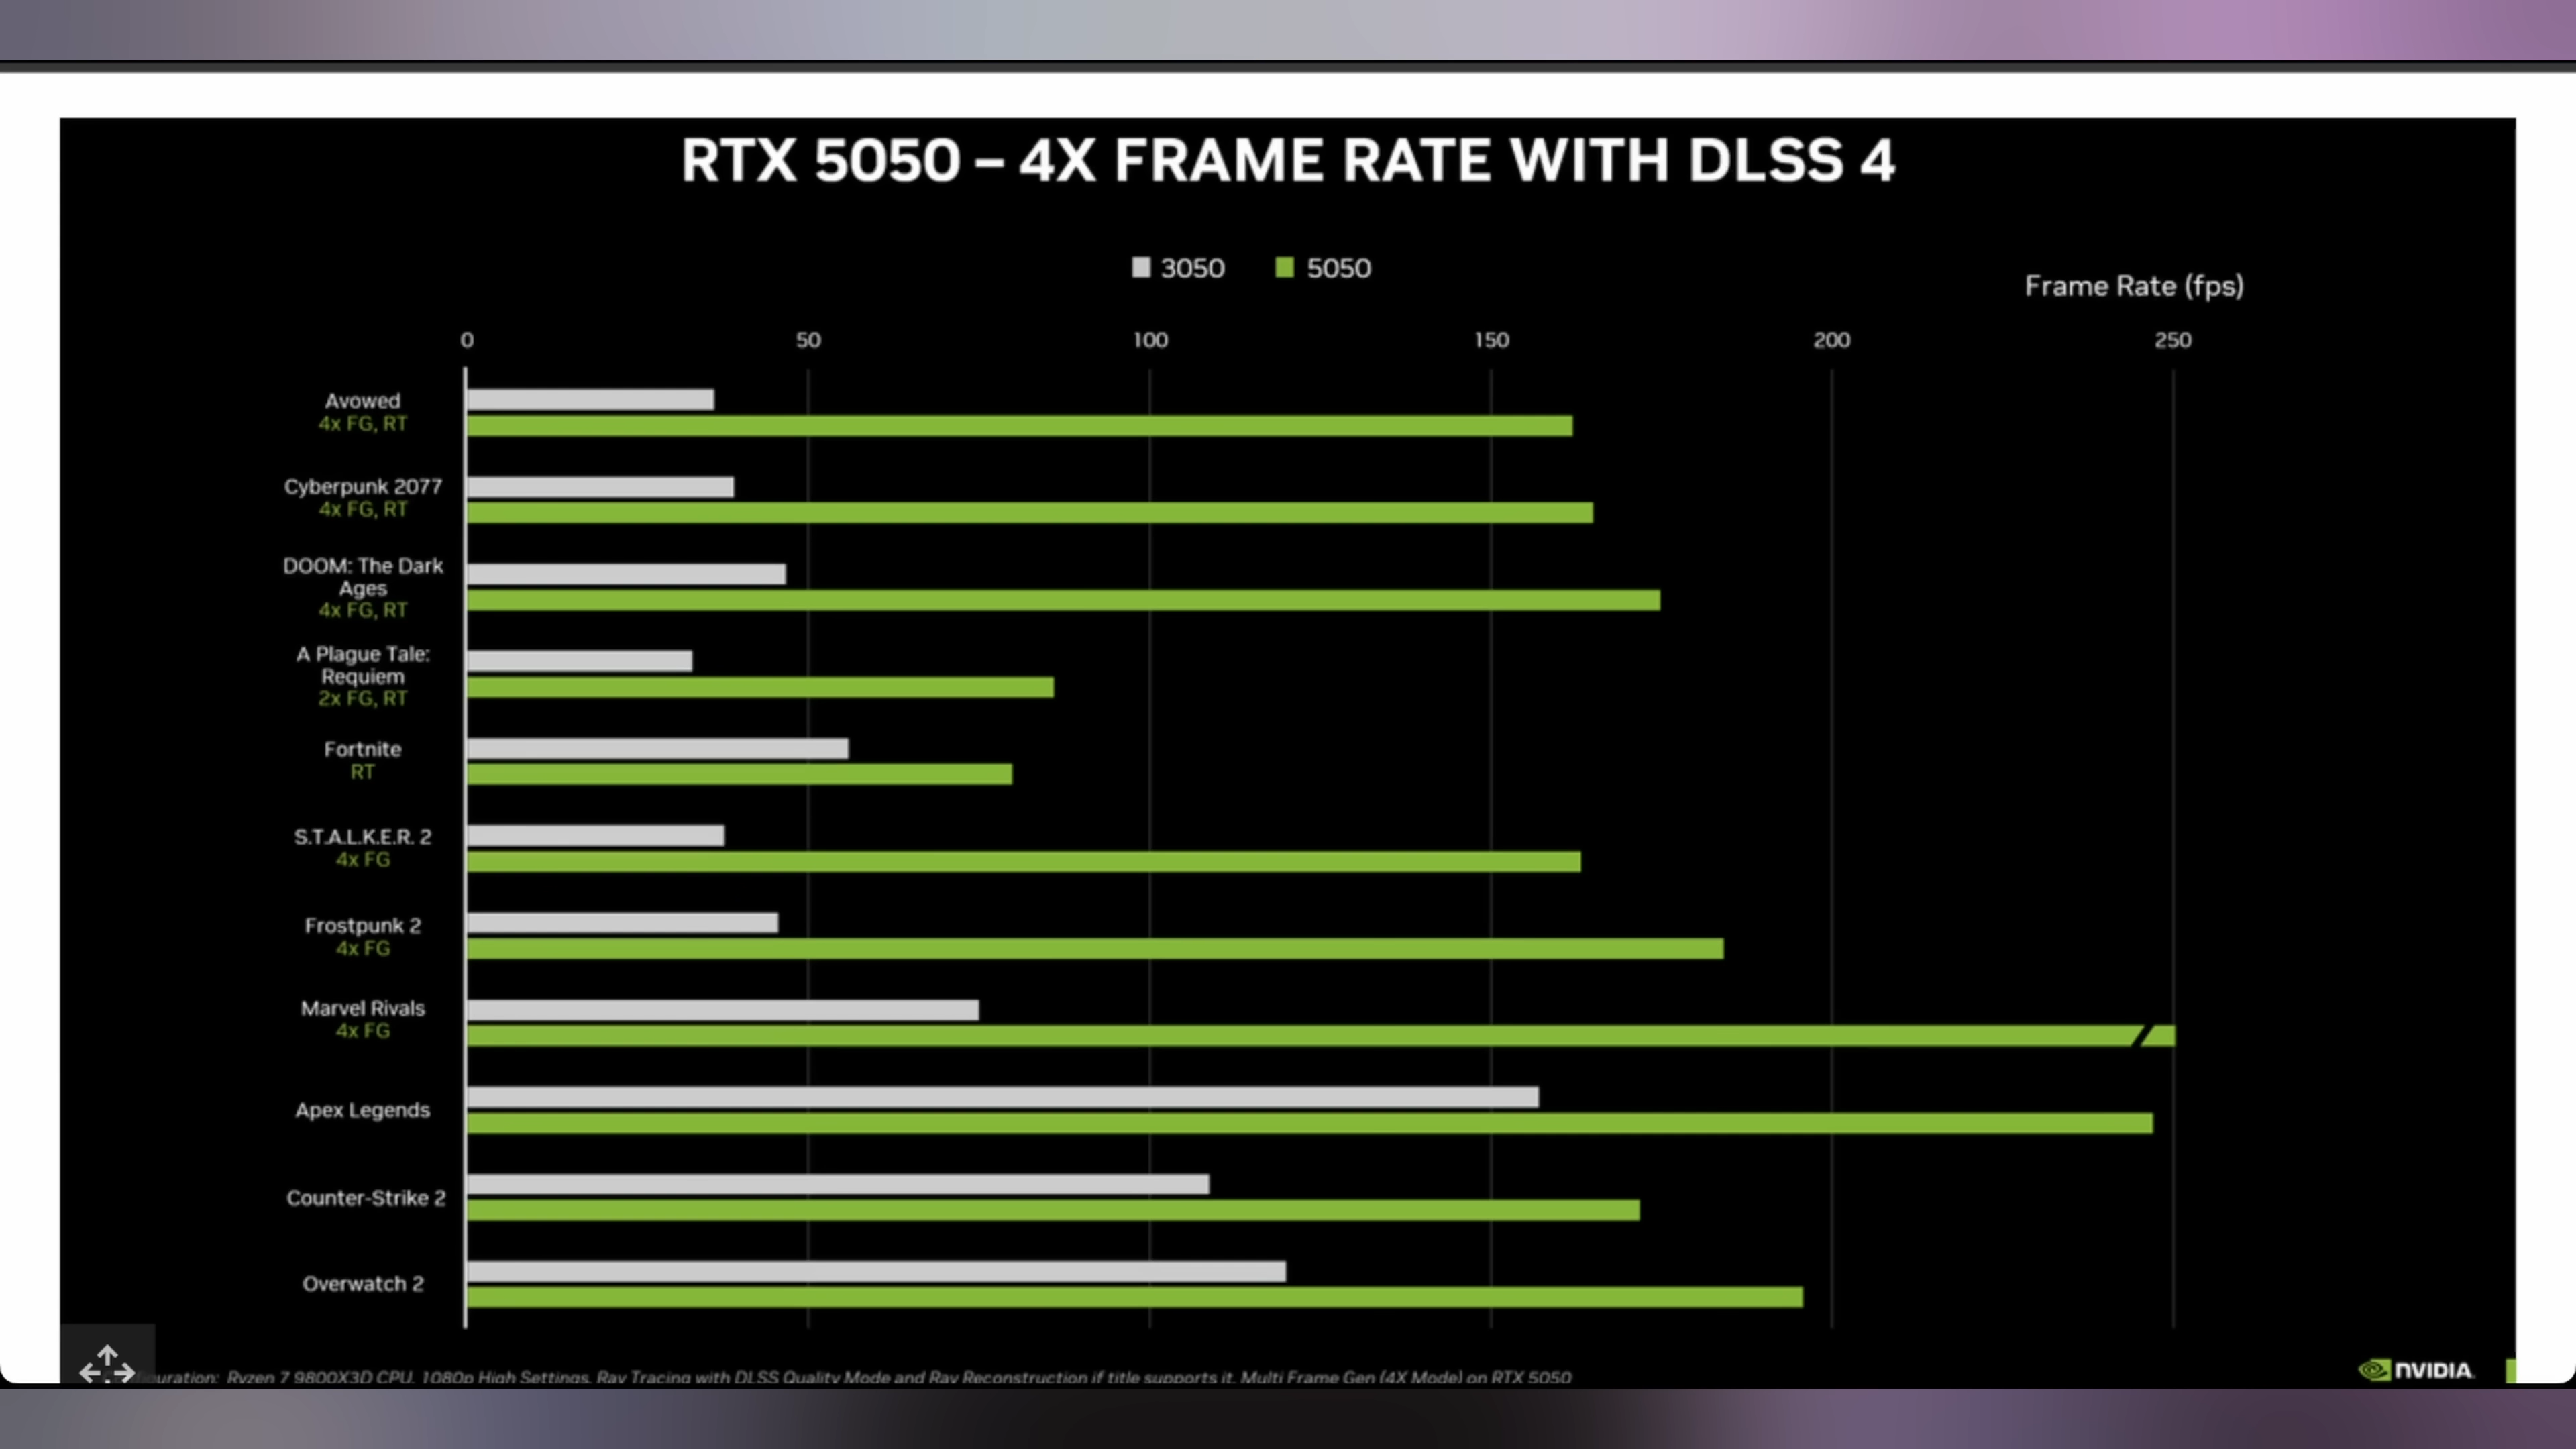 RTX 5050 – 4X FRAME RATE WITH DLSS 4
3050 5050
Frame Rate (fps)
0 50 100 150 200 250
Avowed
4x FG, RT
Cyberpunk 2077
4x FG, RT
DOOM: The Dark
Ages
4x FG, RT
A Plague Tale:
Requiem
2x FG, RT
Fortnite
RT
S.T.A.L.K.E.R. 2
4x FG
Frostpunk 2
4x FG
Marvel Rivals
4x FG
Apex Legends
Counter-Strike 2
Overwatch 2
Ryzen 7 9800X3D CPU, 1080p High Settings, Ray Tracing with DLSS Quality Mode and Ray Reconstruction if title supports it, Multi Frame Gen (4X Mode) on RTX 5050
NVIDIA.